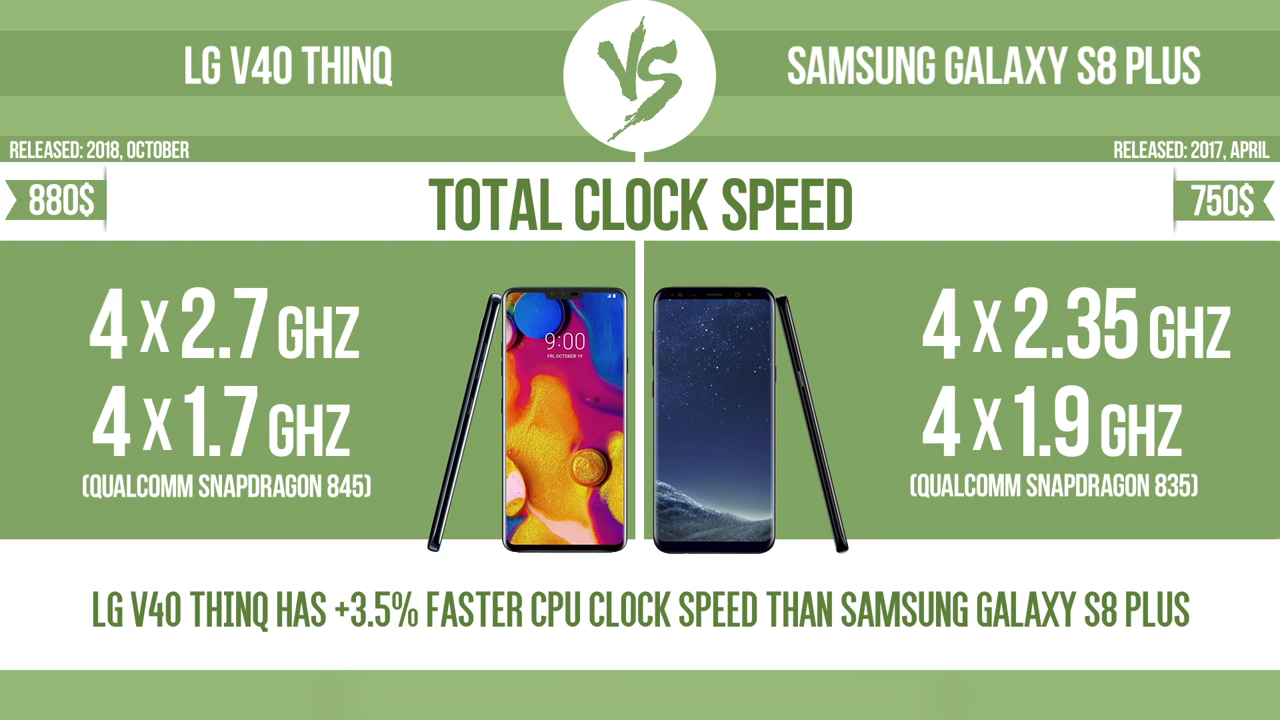 LG V40 THINQ
VS
SAMSUNG GALAXY S8 PLUS
RELEASED: 2018, OCTOBER
RELEASED: 2017, APRIL
880$
TOTAL CLOCK SPEED
750$
4 X 2.7 GHZ
4 X 1.7 GHZ
(QUALCOMM SNAPDRAGON 845)
9:00
FRI, OCTOBER 19
4 X 2.35 GHZ
4 X 1.9 GHZ
(QUALCOMM SNAPDRAGON 835)
LG V40 THINQ HAS +3.5% FASTER CPU CLOCK SPEED THAN SAMSUNG GALAXY S8 PLUS